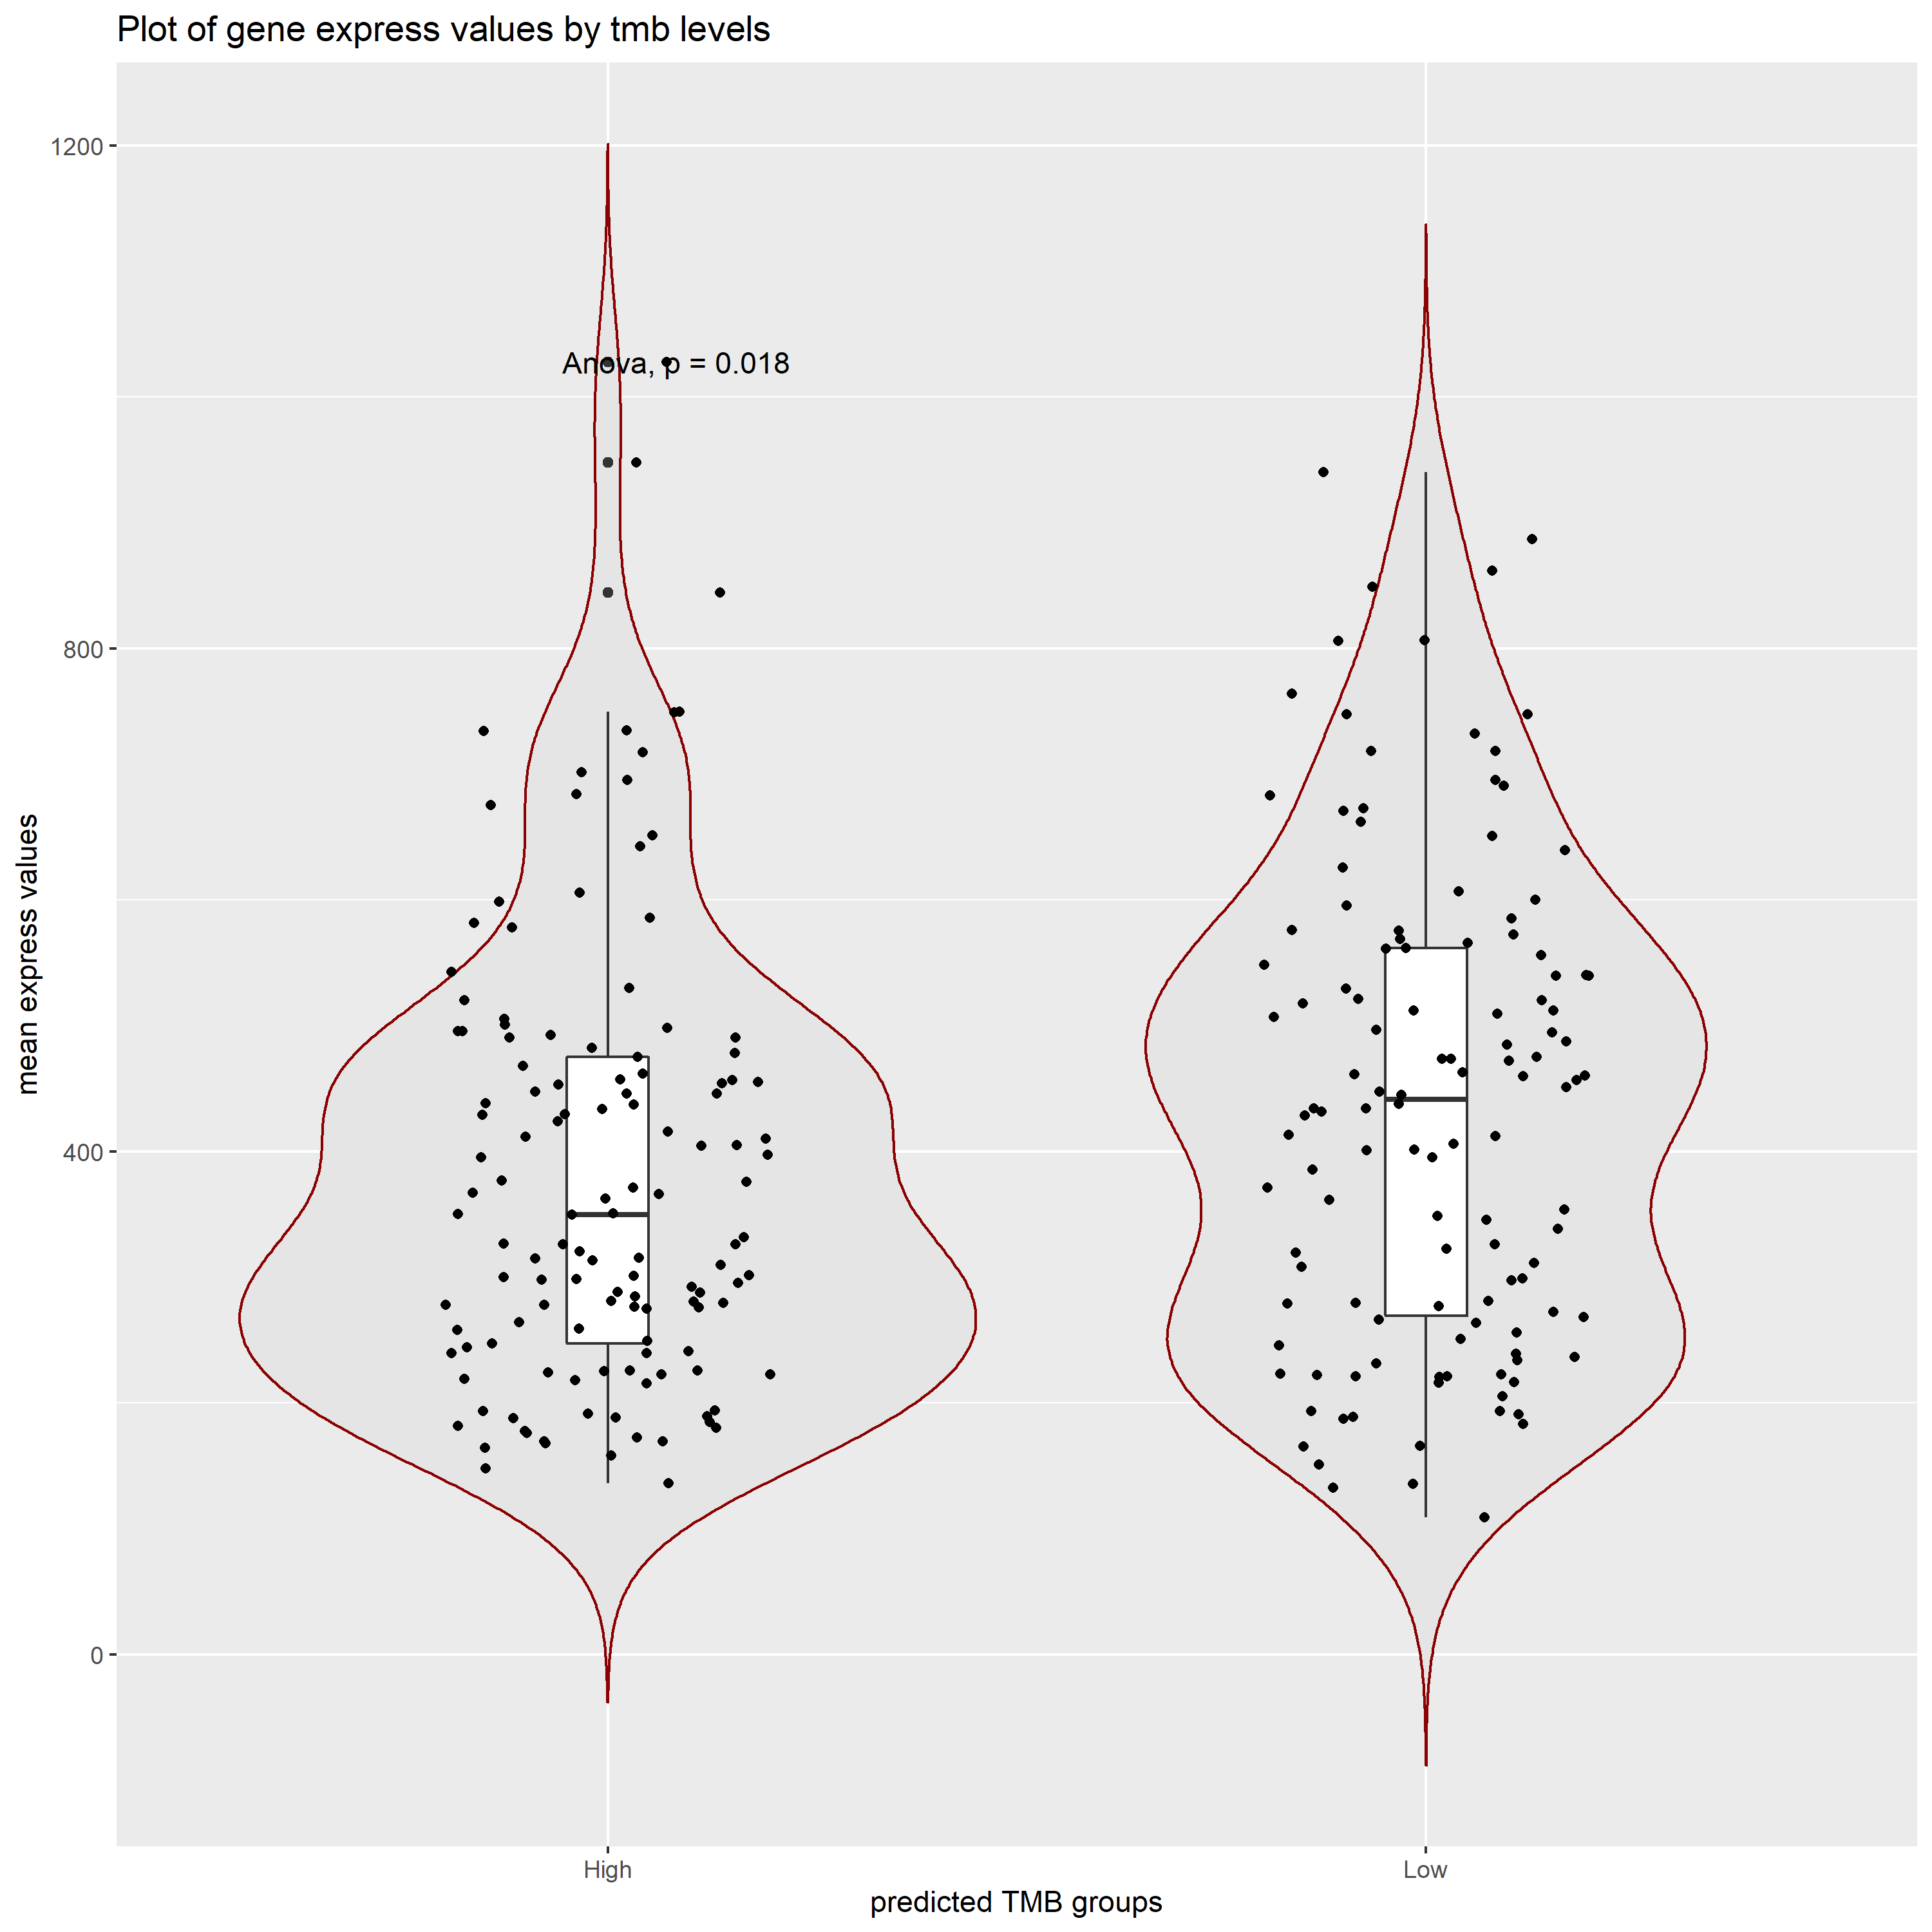 Plot of gene express values by tmb levels
1200
800
400
0
mean express values
Anova, p = 0.018
High
Low
predicted TMB groups